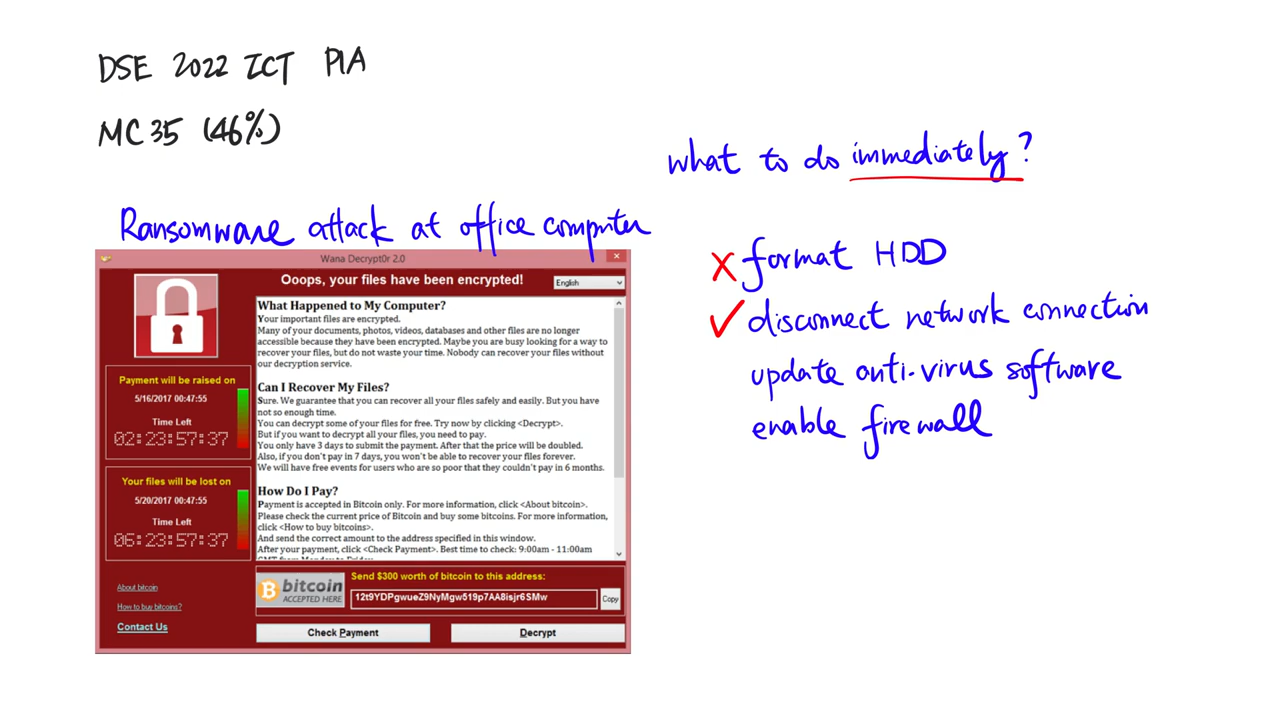 DSE 2022 ICT P1A
MC 35 (46%)
what to do immediately?
Ransomware attack at office computer
format HDD
disconnect network connection
update anti-virus software
enable firewall
Wana Decrypt0r 2.0
Ooops, your files have been encrypted!
English
Payment will be raised on
5/16/2017 00:47:55
Time Left
02:23:57:37
Your files will be lost on
5/20/2017 00:47:55
Time Left
06:23:57:37
About bitcoin
How to buy bitcoins?
Contact Us
What Happened to My Computer?
Your important files are encrypted.
Many of your documents, photos, videos, databases and other files are no longer
accessible because they have been encrypted. Maybe you are busy looking for a way to
recover your files, but do not waste your time. Nobody can recover your files without
our decryption service.
Can I Recover My Files?
Sure. We guarantee that you can recover all your files safely and easily. But you have
not so enough time.
You can decrypt some of your files for free. Try now by clicking <Decrypt>.
But if you want to decrypt all your files, you need to pay.
You only have 3 days to submit the payment. After that the price will be doubled.
Also, if you don't pay in 7 days, you won't be able to recover your files forever.
We will have free events for users who are so poor that they couldn't pay in 6 months.
How Do I Pay?
Payment is accepted in Bitcoin only. For more information, click <About bitcoin>.
Please check the current price of Bitcoin and buy some bitcoins. For more information,
click <How to buy bitcoins>.
And send the correct amount to the address specified in this window.
After your payment, click <Check Payment>. Best time to check: 9:00am - 11:00am
GMT from Monday to Friday.
bitcoin
ACCEPTED HERE
Send $300 worth of bitcoin to this address:
12t9YDPgwueZ9NyMgw519p7AA8isjr6SMw
Copy
Check Payment
Decrypt